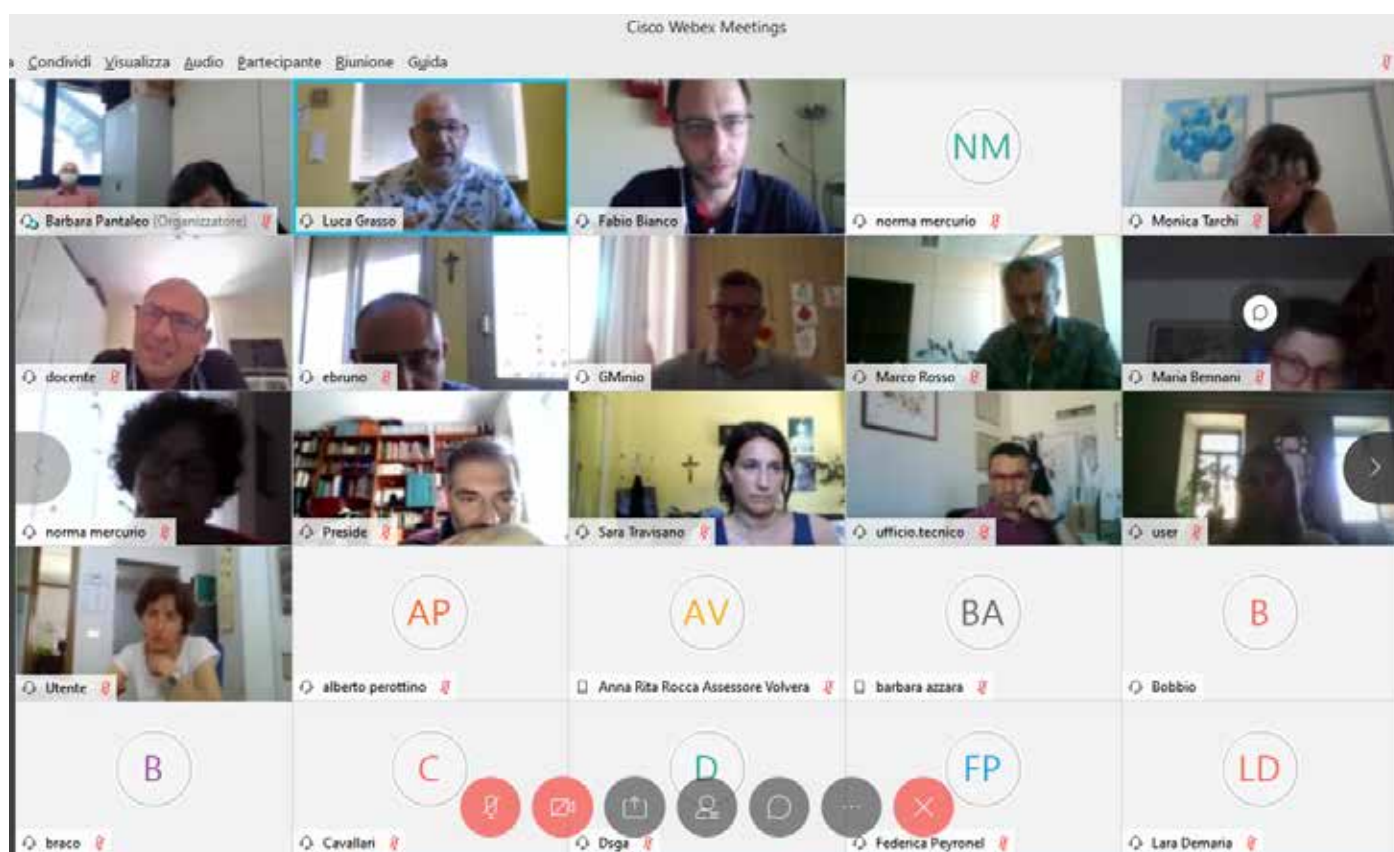 Cisco Webex Meetings
Condividi Visualizza Audio Partecipante Riunione Guida
Barbara Pantaleo (Organizzatore)
Luca Grasso
Fabio Bianco
NM
norma mercurio
Monica Tarchi
docente
ebruno
GMinio
Marco Rosso
Maria Bennani
norma mercurio
Preside
Sara Travisano
ufficio.tecnico
user
Utente
AP
alberto perottino
AV
Anna Rita Rocca Assessore Volvera
BA
barbara azzara
B
Bobbio
B
braco
C
Cavallari
D
Dsga
FP
Federica Peyronel
LD
Lara Demaria